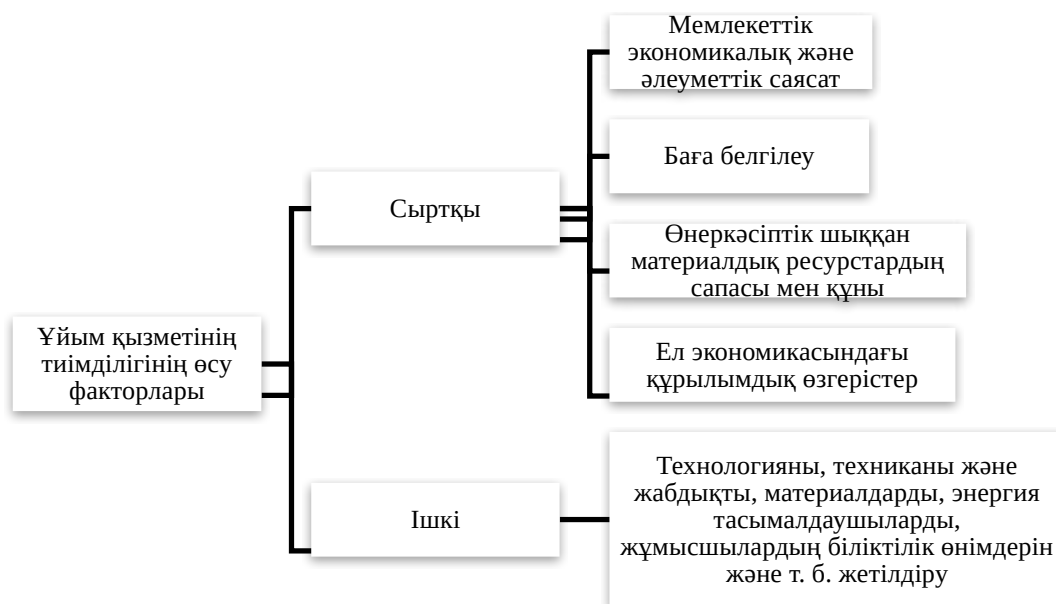 Мемлекеттік
экономикалық және
әлеуметтік саясат
Баға белгілеу
Сыртқы
Өнеркәсіптік шыққан
материалдық ресурстардың
сапасы мен құны
Ұйым қызметінің
тиімділігінің өсу
факторлары
Ел экономикасындағы
құрылымдық өзгерістер
Ішкі
Технологияны, техниканы және
жабдықты, материалдарды, энергия
тасымалдаушыларды,
жұмысшылардың біліктілік өнімдерін
және т. б. жетілдіру